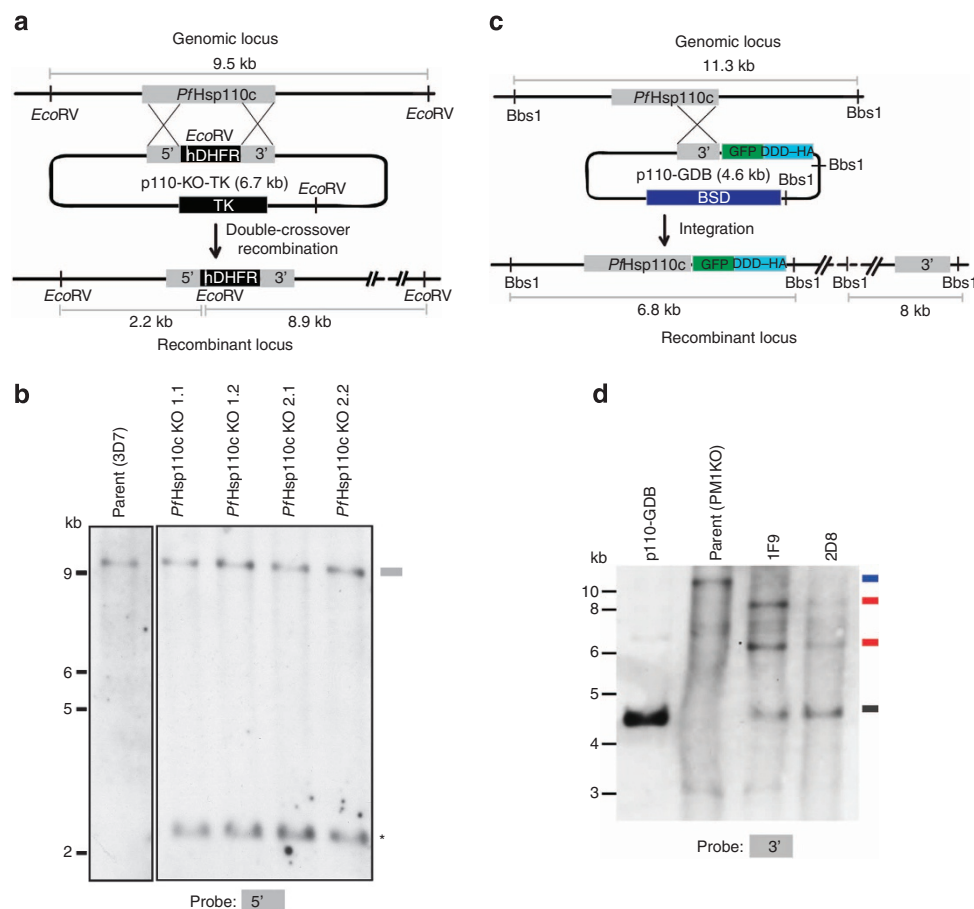 a
Genomic locus
9.5 kb
PfHsp110c
EcoRV
EcoRV
EcoRV
5’
hDHFR
3’
p110-KO-TK (6.7 kb)
EcoRV
TK
Double-crossover
recombination
5’
hDHFR
3’
EcoRV
EcoRV
EcoRV
2.2 kb
8.9 kb
Recombinant locus
c
Genomic locus
11.3 kb
PfHsp110c
Bbs1
Bbs1
3’
GFP
DDD–HA
Bbs1
p110-GDB (4.6 kb)
Bbs1
BSD
Integration
PfHsp110c
GFP
DDD–HA
3’
Bbs1
Bbs1
Bbs1
Bbs1
6.8 kb
8 kb
Recombinant locus
b
Parent (3D7)
PfHsp110c KO 1.1
PfHsp110c KO 1.2
PfHsp110c KO 2.1
PfHsp110c KO 2.2
kb
9
6
5
2
*
Probe: 5’
d
p110-GDB
Parent (PM1KO)
1F9
2D8
kb
10
8
6
5
4
3
Probe: 3’